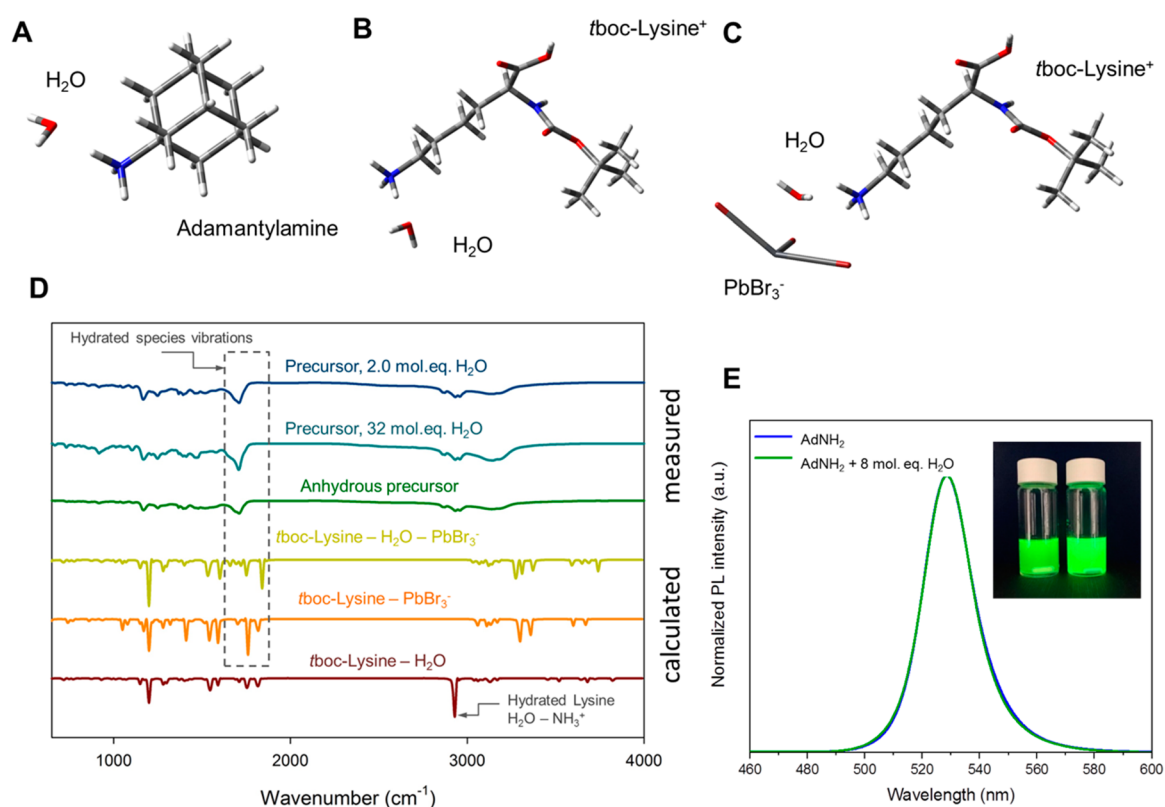 A
H₂O
Adamantylamine
B
tboc-Lysine⁺
H₂O
C
tboc-Lysine⁺
H₂O
PbBr₃⁻
D
Hydrated species vibrations
Precursor, 2.0 mol.eq. H₂O
Precursor, 32 mol.eq. H₂O
Anhydrous precursor
tboc-Lysine – H₂O – PbBr₃⁻
tboc-Lysine – PbBr₃⁻
tboc-Lysine – H₂O
Hydrated Lysine
H₂O – NH₃⁺
measured
calculated
1000 2000 3000 4000
Wavenumber (cm⁻¹)
E
AdNH₂
AdNH₂ + 8 mol. eq. H₂O
Normalized PL intensity (a.u.)
460 480 500 520 540 560 580 600
Wavelength (nm)